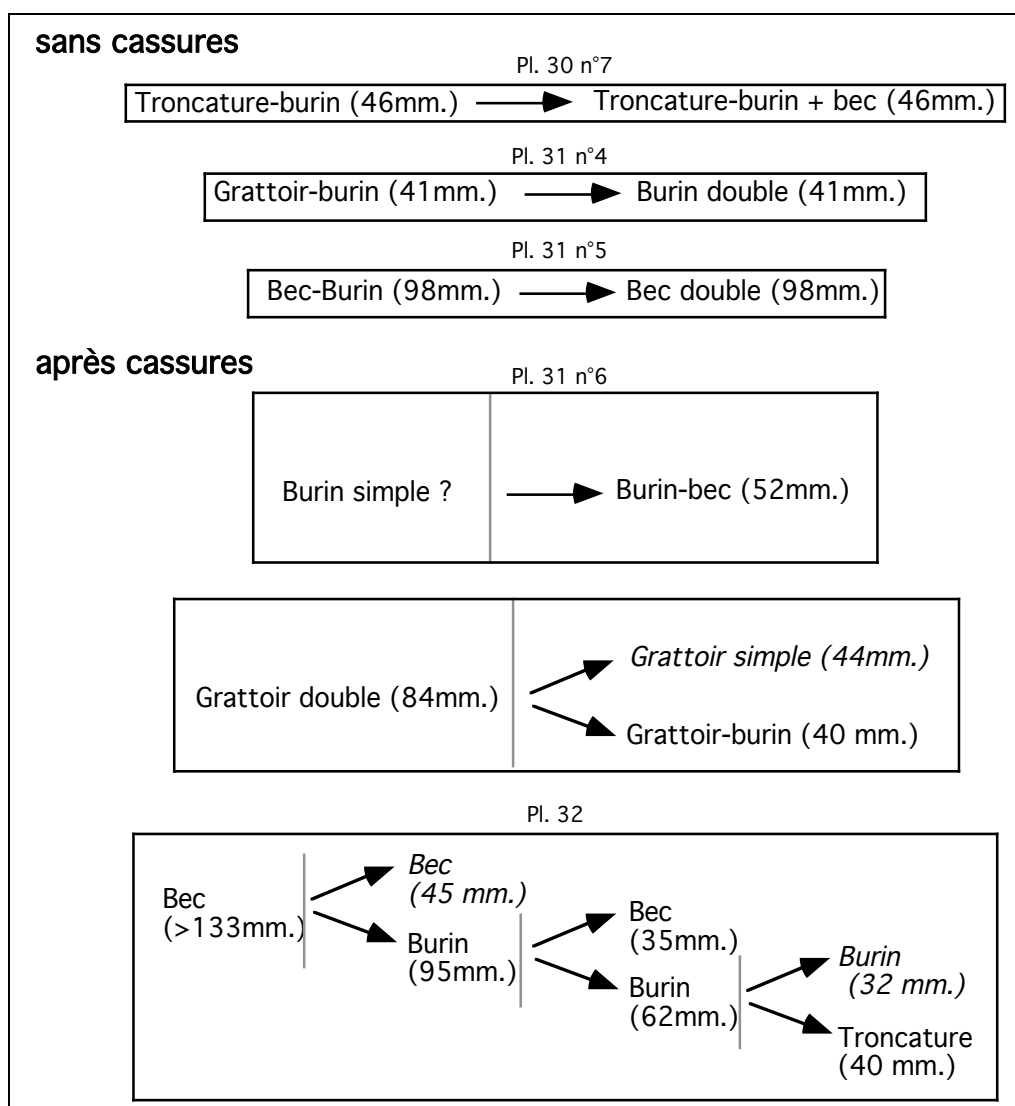 sans cassures
Pl. 30 n°7
Troncature-burin (46mm.) Troncature-burin + bec (46mm.)
Pl. 31 n°4
Grattoir-burin (41mm.) Burin double (41mm.)
Pl. 31 n°5
Bec-Burin (98mm.) Bec double (98mm.)
après cassures
Pl. 31 n°6
Burin simple ? Burin-bec (52mm.)
Grattoir double (84mm.)
Grattoir simple (44mm.)
Grattoir-burin (40 mm.)
Pl. 32
Bec
(>133mm.)
Bec
(45 mm.)
Burin
(95mm.)
Bec
(35mm.)
Burin
(62mm.)
Burin
(32 mm.)
Troncature
(40 mm.)